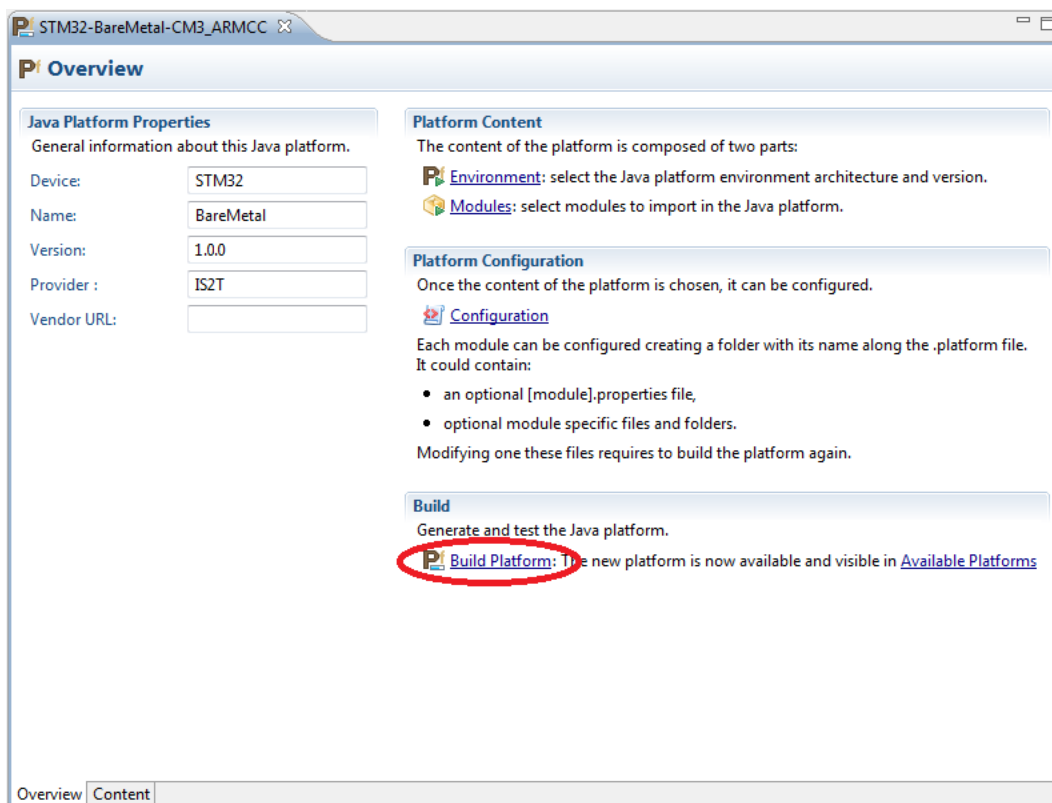 STM32-BareMetal-CM3_ARMCC
Overview
Java Platform Properties
General information about this Java platform.
Device: STM32
Name: BareMetal
Version: 1.0.0
Provider : IS2T
Vendor URL:
Platform Content
The content of the platform is composed of two parts:
Environment: select the Java platform environment architecture and version.
Modules: select modules to import in the Java platform.
Platform Configuration
Once the content of the platform is chosen, it can be configured.
Configuration
Each module can be configured creating a folder with its name along the .platform file.
It could contain:
• an optional [module].properties file,
• optional module specific files and folders.
Modifying one these files requires to build the platform again.
Build
Generate and test the Java platform.
Build Platform: The new platform is now available and visible in Available Platforms
Overview Content